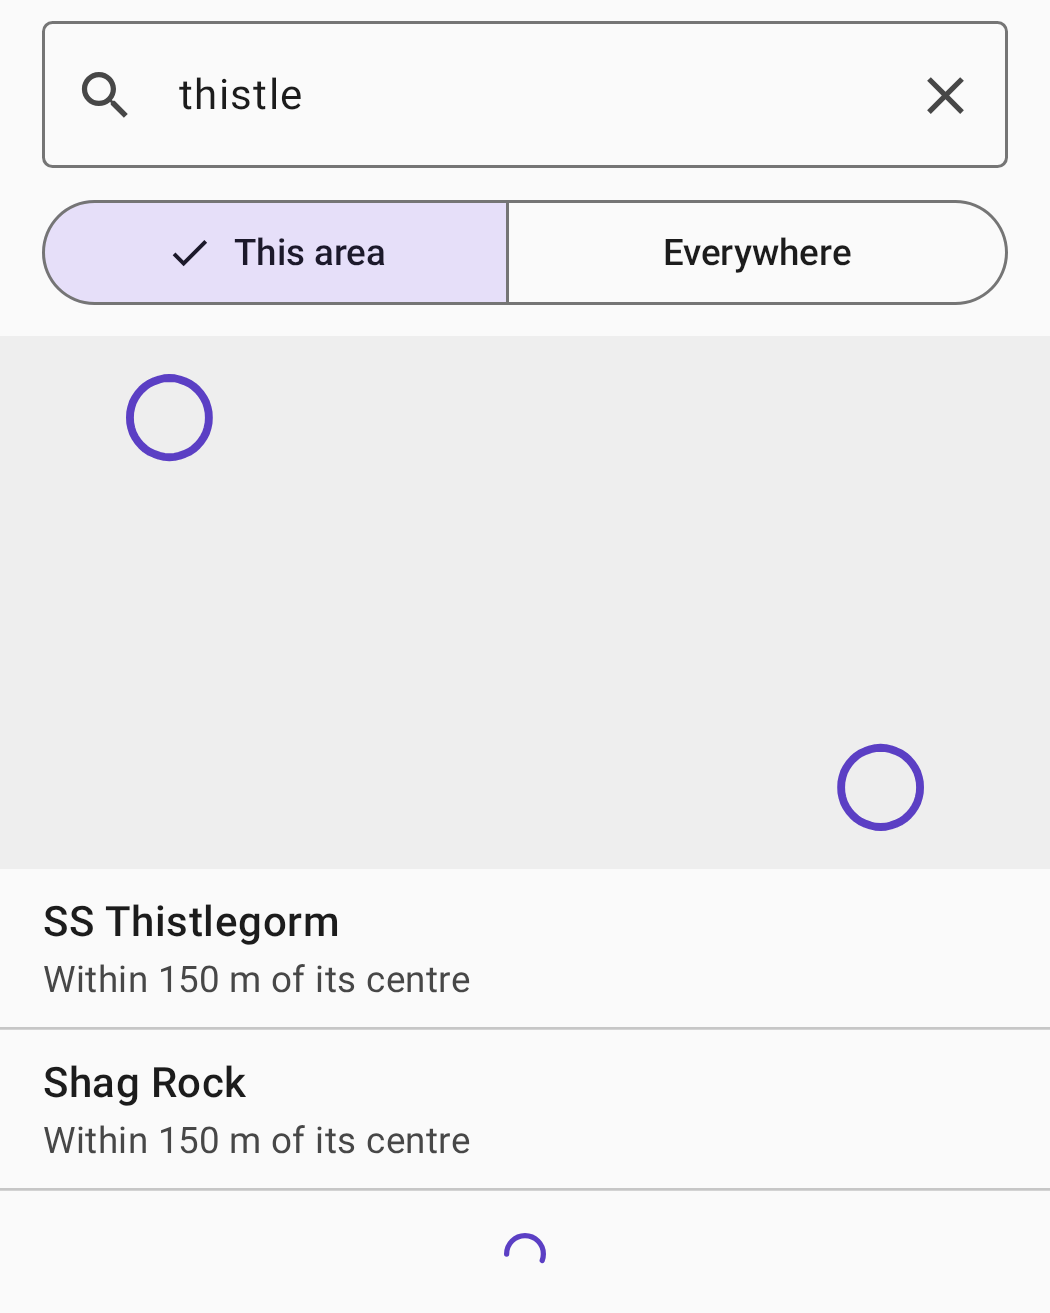 thistle
This area
Everywhere
SS Thistlegorm
Within 150 m of its centre
Shag Rock
Within 150 m of its centre